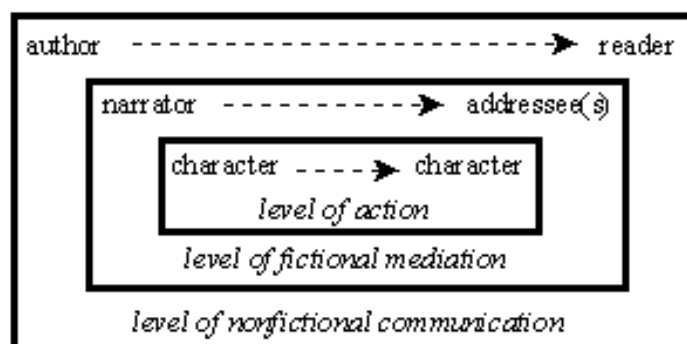 author reader
narrator addressee(s)
character character
level of action
level of fictional mediation
level of nonfictional communication